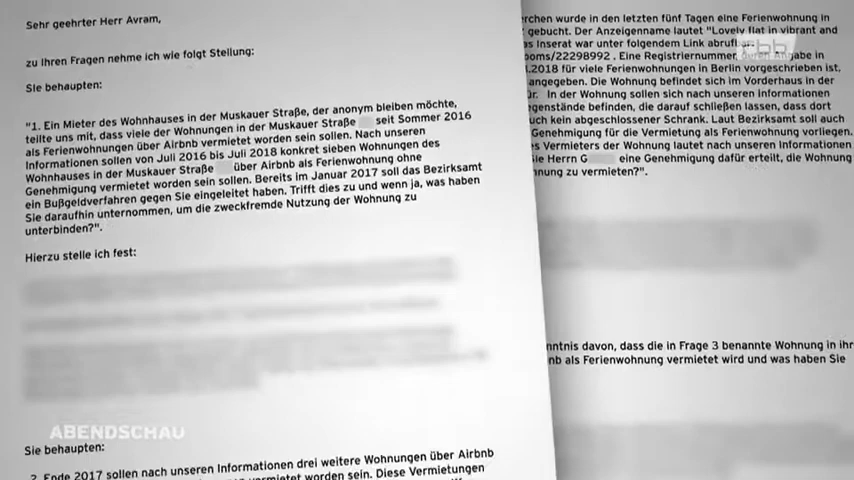 Sehr geehrter Herr Avram,
zu Ihren Fragen nehme ich wie folgt Stellung:
Sie behaupten:
"1. Ein Mieter des Wohnhauses in der Muskauer Straße, der anonym bleiben möchte,
teilte uns mit, dass viele der Wohnungen in der Muskauer Straße seit Sommer 2016
als Ferienwohnungen über Airbnb vermietet worden sein sollen. Nach unseren
Informationen sollen von Juli 2016 bis Juli 2018 konkret sieben Wohnungen des
Wohnhauses in der Muskauer Straße über Airbnb als Ferienwohnung ohne
Genehmigung vermietet worden sein sollen. Bereits im Januar 2017 soll das Bezirksamt
ein Bußgeldverfahren gegen Sie eingeleitet haben. Trifft dies zu und wenn ja, was haben
Sie daraufhin unternommen, um die zweckfremde Nutzung der Wohnung zu
unterbinden?".
Hierzu stelle ich fest:
Sie behaupten:
2. Ende 2017 sollen nach unseren Informationen drei weitere Wohnungen über Airbnb
vermietet worden sein. Diese Vermietungen
wurde in den letzten fünf Tagen eine Ferienwohnung in
gebucht. Der Anzeigenname lautet "Lovely flat in vibrant and
Inserat war unter folgendem Link
ooms/22298992 . Eine Registriernummer in
.2018 für viele Ferienwohnungen in Berlin vorgeschrieben ist,
angegeben. Die Wohnung befindet sich im Vorderhaus in der
In der Wohnung sollen sich nach unseren Informationen
genstände befinden, die darauf schließen lassen, dass dort
uch kein abgeschlossener Schrank. Laut Bezirksamt soll auch
Genehmigung für die Vermietung als Ferienwohnung vorliegen.
s Vermieters der Wohnung lautet nach unseren Informationen
Herrn G eine Genehmigung dafür erteilt, die Wohnung
nung zu vermieten?".
nntnis davon, dass die in Frage 3 benannte Wohnung in ihr
nb als Ferienwohnung vermietet wird und was haben Sie
rbb
ABENDSCHAU